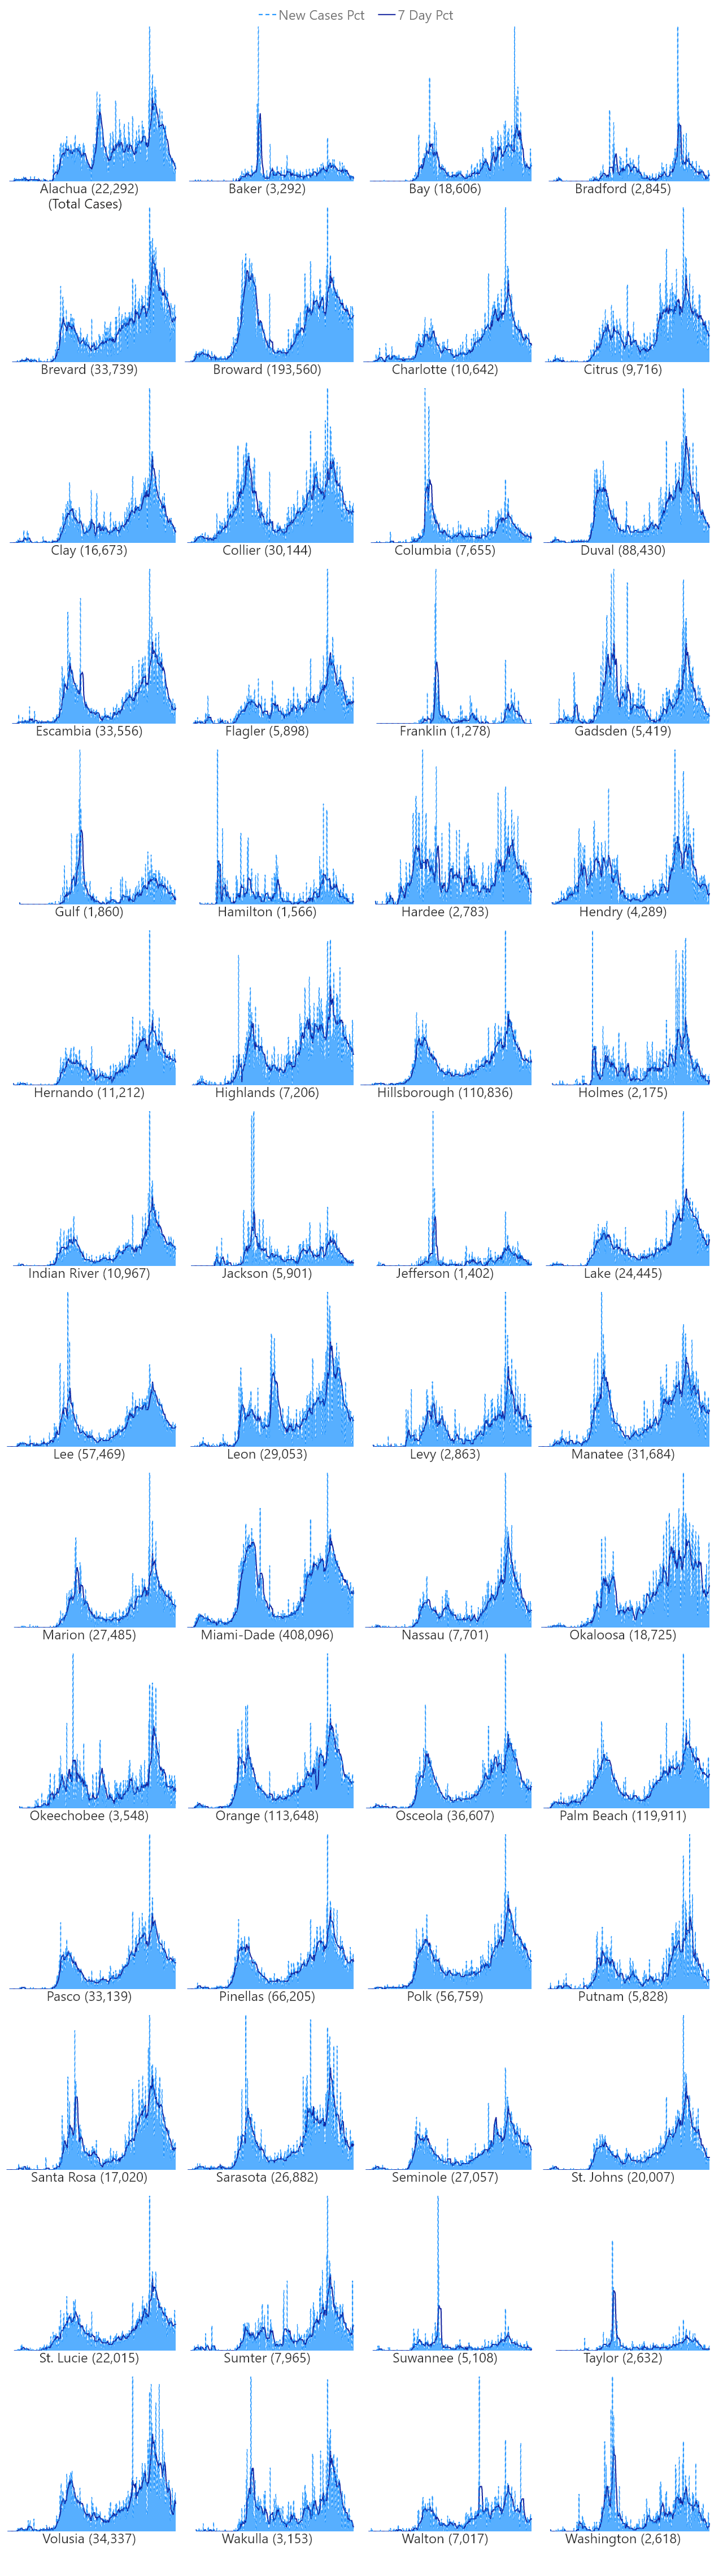 New Cases Pct 7 Day Pct
Alachua (22,292) Baker (3,292) Bay (18,606) Bradford (2,845)
(Total Cases)
Brevard (33,739) Broward (193,560) Charlotte (10,642) Citrus (9,716)
Clay (16,673) Collier (30,144) Columbia (7,655) Duval (88,430)
Escambia (33,556) Flagler (5,898) Franklin (1,278) Gadsden (5,419)
Gulf (1,860) Hamilton (1,566) Hardee (2,783) Hendry (4,289)
Hernando (11,212) Highlands (7,206) Hillsborough (110,836) Holmes (2,175)
Indian River (10,967) Jackson (5,901) Jefferson (1,402) Lake (24,445)
Lee (57,469) Leon (29,053) Levy (2,863) Manatee (31,684)
Marion (27,485) Miami-Dade (408,096) Nassau (7,701) Okaloosa (18,725)
Okeechobee (3,548) Orange (113,648) Osceola (36,607) Palm Beach (119,911)
Pasco (33,139) Pinellas (66,205) Polk (56,759) Putnam (5,828)
Santa Rosa (17,020) Sarasota (26,882) Seminole (27,057) St. Johns (20,007)
St. Lucie (22,015) Sumter (7,965) Suwannee (5,108) Taylor (2,632)
Volusia (34,337) Wakulla (3,153) Walton (7,017) Washington (2,618)